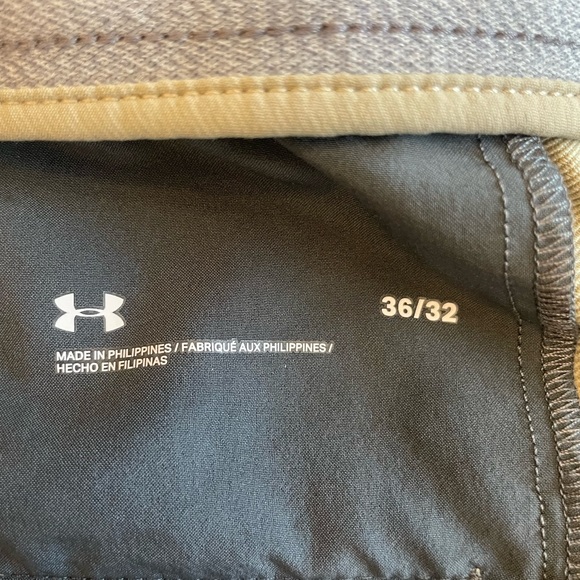 36/32
MADE IN PHILIPPINES / FABRIQUÉ AUX PHILIPPINES /
HECHO EN FILIPINAS